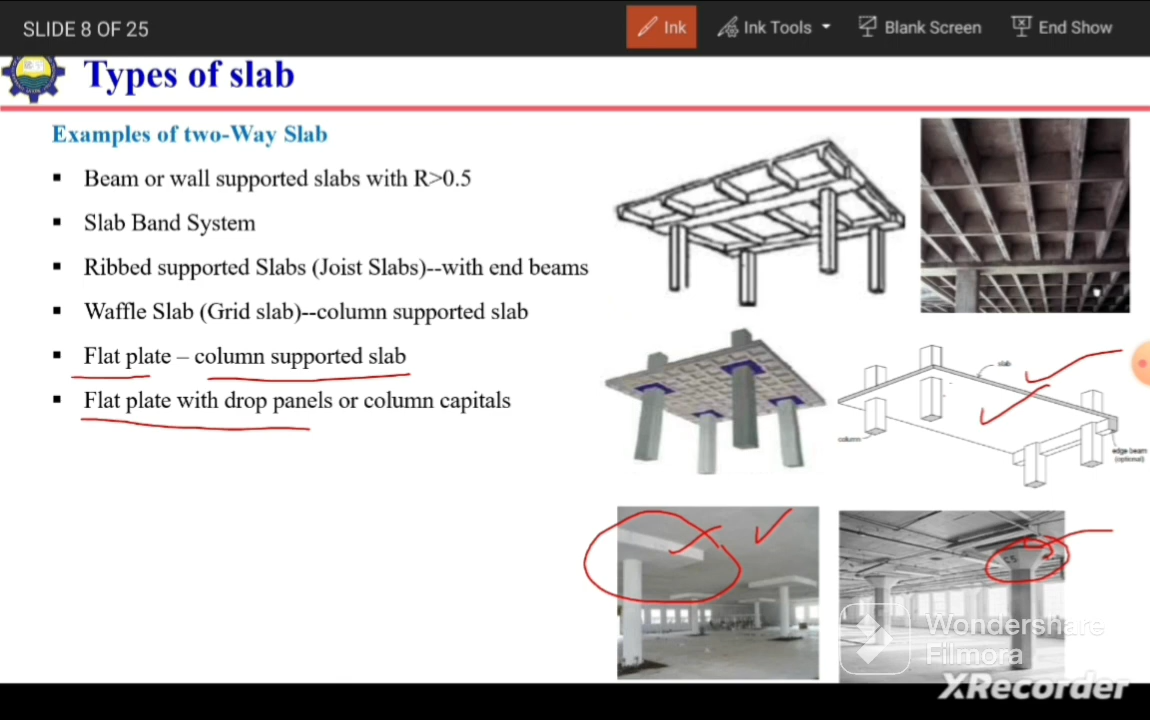 SLIDE 8 OF 25
Ink
Ink Tools
Blank Screen
End Show
Types of slab
Examples of two-Way Slab
Beam or wall supported slabs with R>0.5
Slab Band System
Ribbed supported Slabs (Joist Slabs)--with end beams
Waffle Slab (Grid slab)--column supported slab
Flat plate – column supported slab
Flat plate with drop panels or column capitals
slab
column
edge beam
(optional)
Wondershare
Filmora
XRecorder